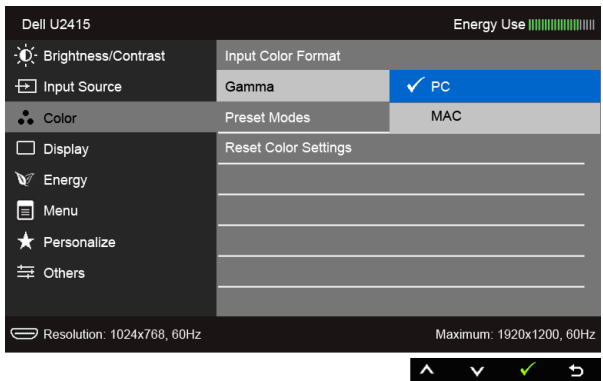 Dell U2415 Energy Use
Brightness/Contrast Input Color Format
Input Source Gamma PC
Color Preset Modes MAC
Display Reset Color Settings
Energy
Menu
Personalize
Others
Resolution: 1024x768, 60Hz Maximum: 1920x1200, 60Hz